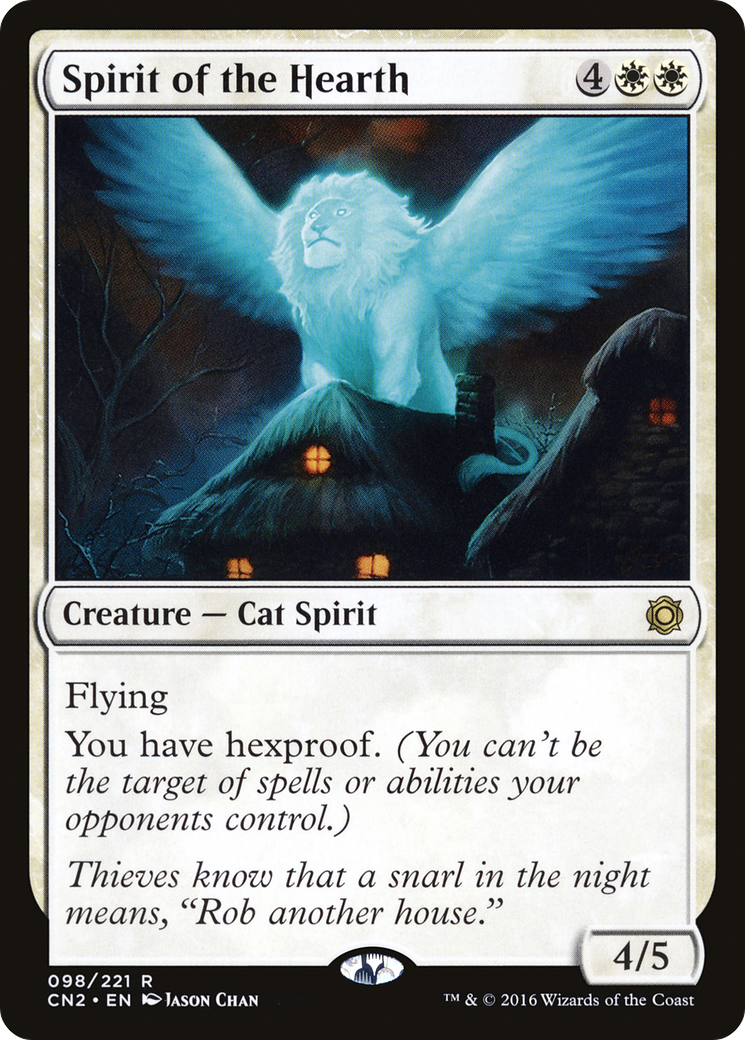 Spirit of the Hearth 4
Creature — Cat Spirit
Flying
You have hexproof. (You can't be
the target of spells or abilities your
opponents control.)
Thieves know that a snarl in the night
means, “Rob another house.”
4/5
098/221 R
CN2 • EN Jason Chan
™ & © 2016 Wizards of the Coast